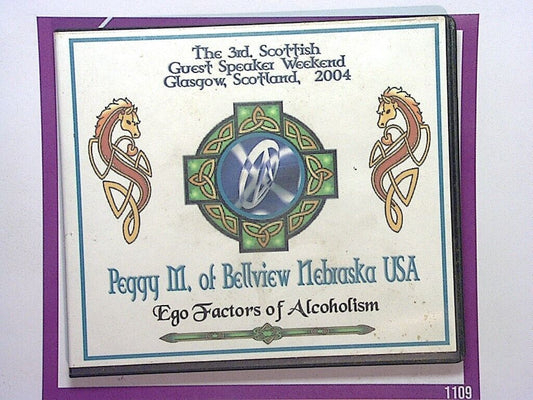 The 3rd, Scottish
Guest Speaker Weekend
Glasgow, Scotland, 2004
Peggy M. of Bellview Nebraska USA
Ego Factors of Alcoholism
1109